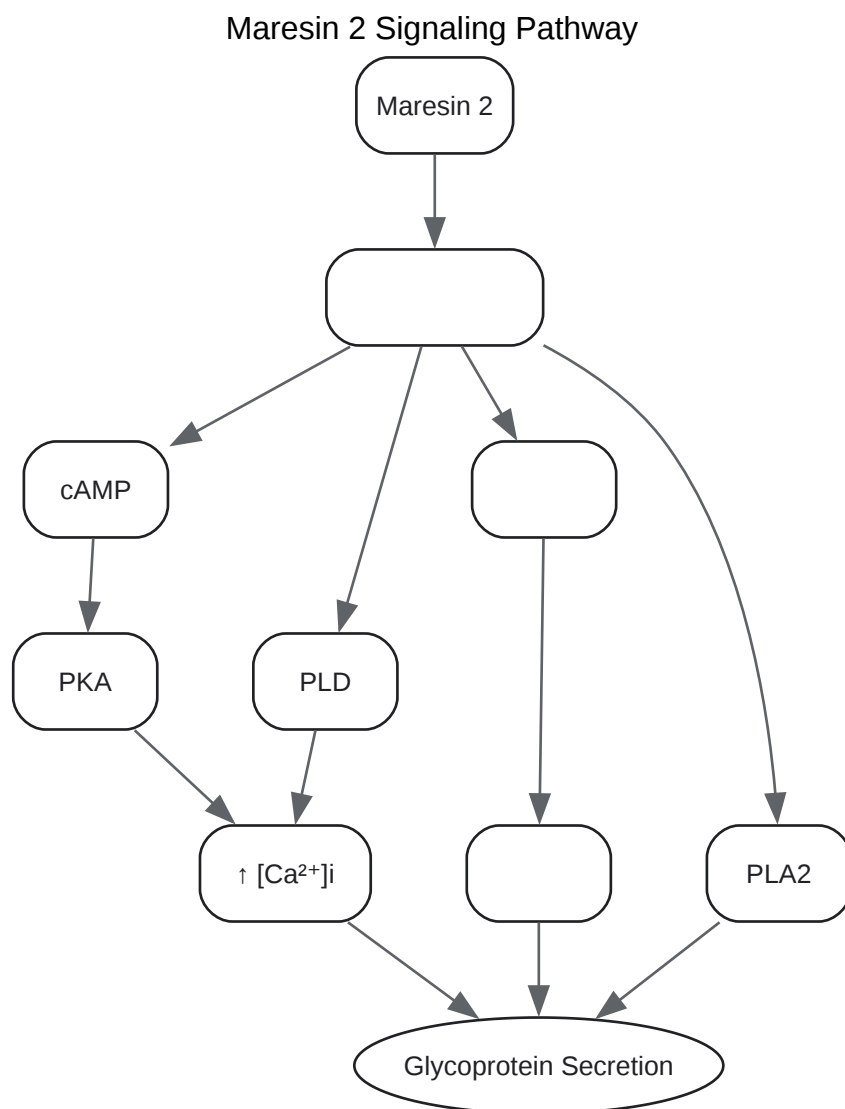 Maresin 2 Signaling Pathway
Maresin 2
cAMP
PKA
PLD
↑ [Ca²⁺]i
PLA2
Glycoprotein Secretion